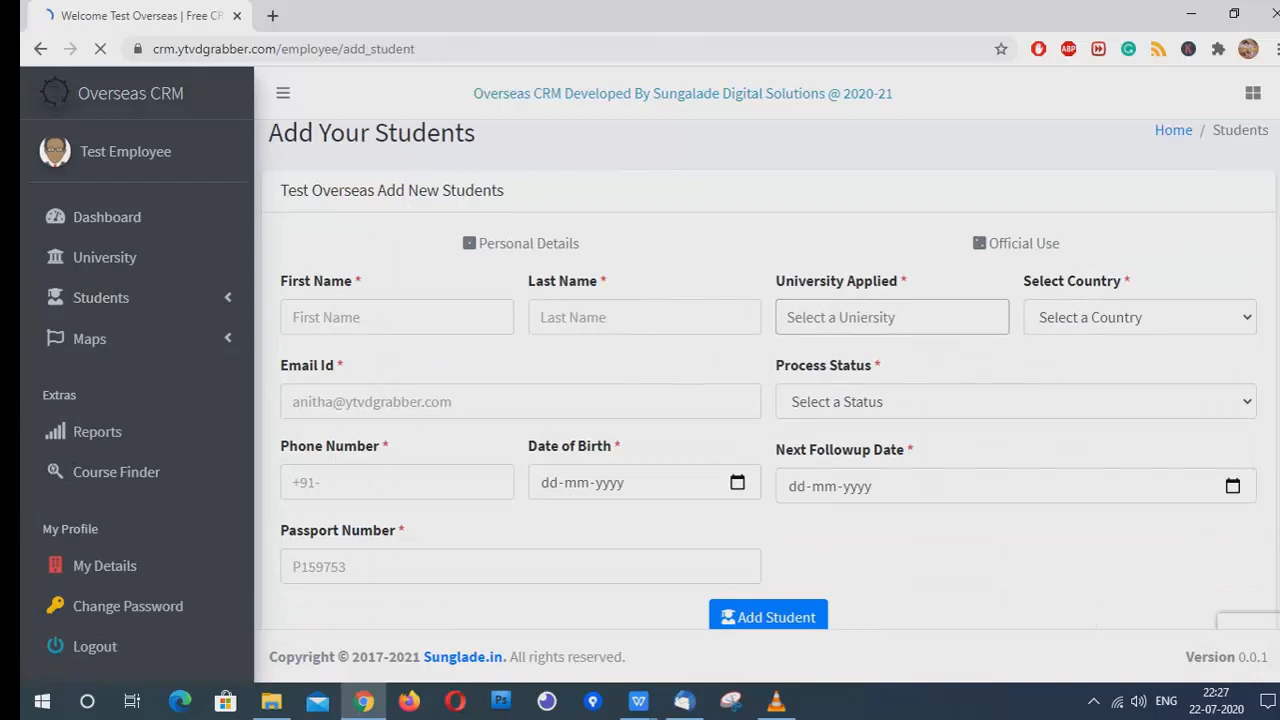 Welcome Test Overseas | Free CR
crm.ytvdgrabber.com/employee/add_student
ABP
K
Overseas CRM
Overseas CRM Developed By Sungalade Digital Solutions @ 2020-21
Test Employee
Add Your Students
Home / Students
Dashboard
University
Students
Maps
Extras
Reports
Course Finder
My Profile
My Details
Change Password
Logout
Test Overseas Add New Students
Personal Details
Official Use
First Name *
Last Name *
University Applied *
Select Country *
First Name
Last Name
Select a Uniersity
Select a Country
Email Id *
Process Status *
anitha@ytvdgrabber.com
Select a Status
Phone Number *
Date of Birth *
Next Followup Date *
+91-
dd-mm-yyyy
dd-mm-yyyy
Passport Number *
P159753
Add Student
Copyright © 2017-2021 Sunglade.in. All rights reserved.
Version 0.0.1
Ps
W
ENG
22:27
22-07-2020